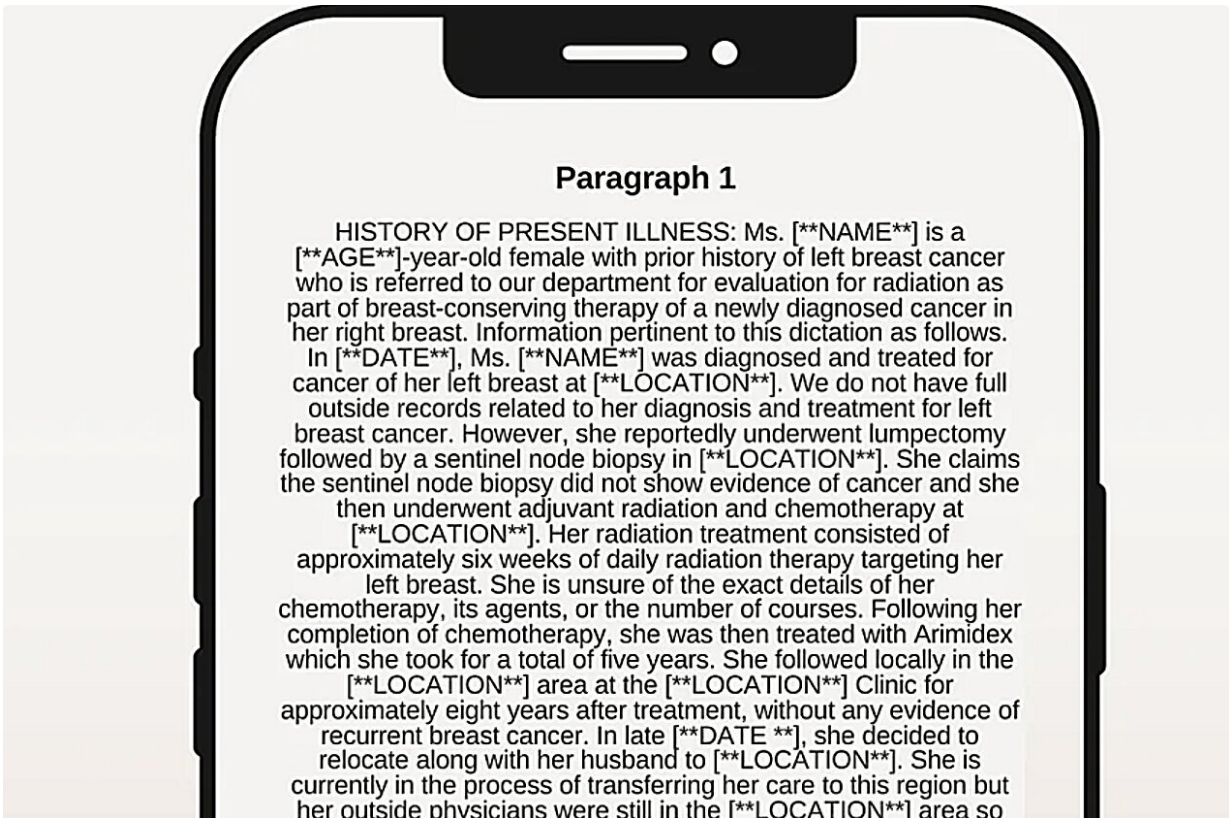 Paragraph 1
HISTORY OF PRESENT ILLNESS: Ms. [**NAME**] is a
[**AGE**]-year-old female with prior history of left breast cancer
who is referred to our department for evaluation for radiation as
part of breast-conserving therapy of a newly diagnosed cancer in
her right breast. Information pertinent to this dictation as follows.
In [**DATE**], Ms. [**NAME**] was diagnosed and treated for
cancer of her left breast at [**LOCATION**]. We do not have full
outside records related to her diagnosis and treatment for left
breast cancer. However, she reportedly underwent lumpectomy
followed by a sentinel node biopsy in [**LOCATION**]. She claims
the sentinel node biopsy did not show evidence of cancer and she
then underwent adjuvant radiation and chemotherapy at
[**LOCATION**]. Her radiation treatment consisted of
approximately six weeks of daily radiation therapy targeting her
left breast. She is unsure of the exact details of her
chemotherapy, its agents, or the number of courses. Following her
completion of chemotherapy, she was then treated with Arimidex
which she took for a total of five years. She followed locally in the
[**LOCATION**] area at the [**LOCATION**] Clinic for
approximately eight years after treatment, without any evidence of
recurrent breast cancer. In late [**DATE **], she decided to
relocate along with her husband to [**LOCATION**]. She is
currently in the process of transferring her care to this region but
her outside physicians were still in the [**LOCATION**] area so